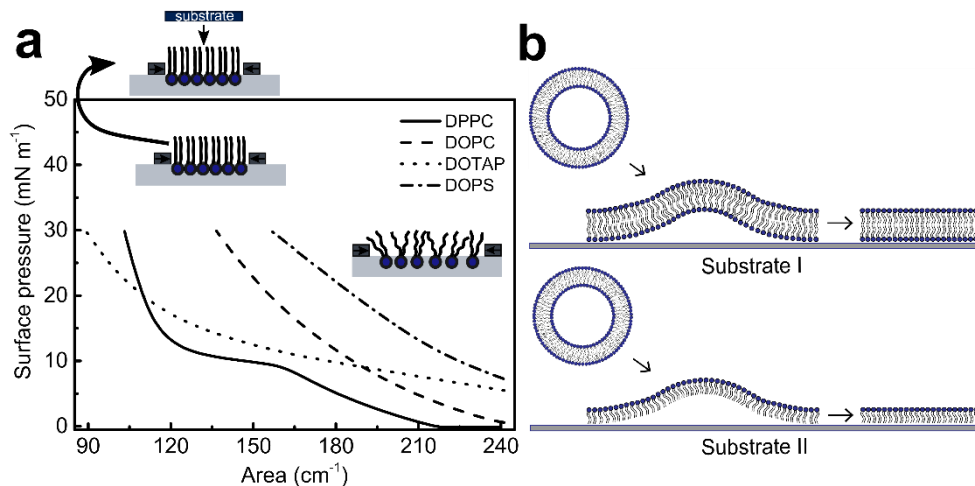 a
substrate
50
40
30
20
10
0
Surface pressure (mN m⁻¹)
90
120
150
180
210
240
Area (cm⁻¹)
DPPC
DOPC
DOTAP
DOPS
b
Substrate I
Substrate II